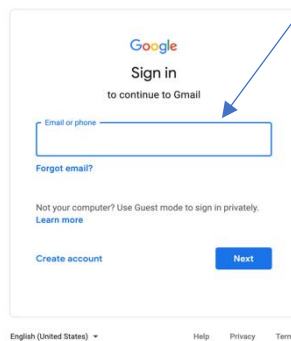 Google
Sign in
to continue to Gmail
Email or phone
Forgot email?
Not your computer? Use Guest mode to sign in privately.
Learn more
Create account
Next
English (United States)
Help Privacy Term